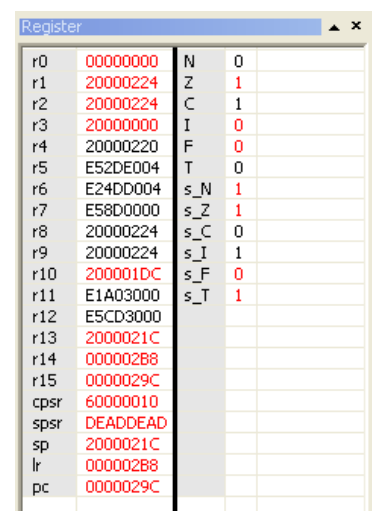 Register
r0 00000000 N 0
r1 20000224 Z 1
r2 20000224 C 1
r3 20000000 I 0
r4 20000220 F 0
r5 E52DE004 T 0
r6 E24DD004 s_N 1
r7 E58D0000 s_Z 1
r8 20000224 s_C 0
r9 20000224 s_I 1
r10 200001DC s_F 0
r11 E1A03000 s_T 1
r12 E5CD3000
r13 2000021C
r14 000002B8
r15 0000029C
cpsr 60000010
spsr DEADDEAD
sp 2000021C
lr 000002B8
pc 0000029C